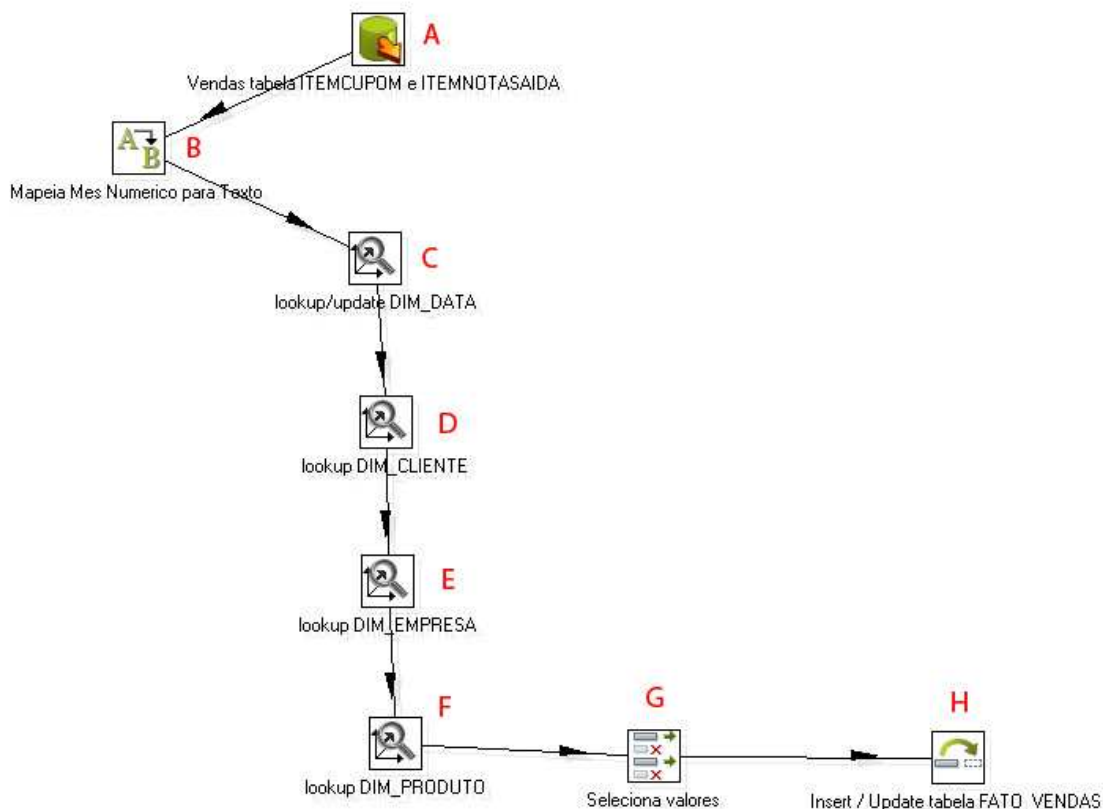 A
Vendas tabela ITEMCUPOM e ITEMNOTASAIDA
A
B
B
Mapeia Mes Numerico para Texto
C
lookup/update DIM_DATA
D
lookup DIM_CLIENTE
E
lookup DIM_EMPRESA
F
lookup DIM_PRODUTO
G
Seleciona valores
H
Insert / Update tabela FATO_VENDAS